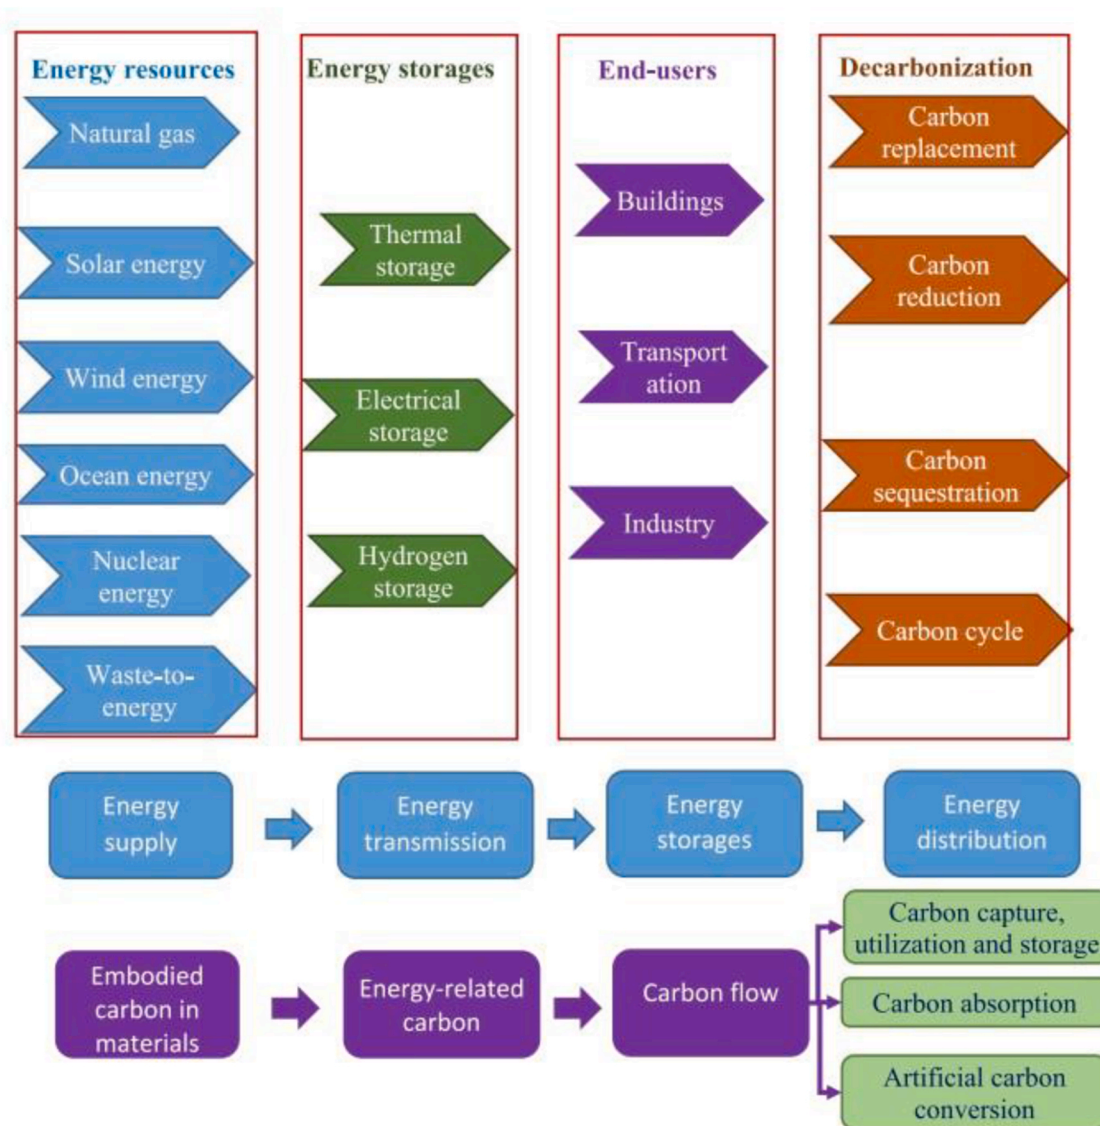 Energy resources
Natural gas
Solar energy
Wind energy
Ocean energy
Nuclear
energy
Waste-to-
energy
Energy storages
Thermal
storage
Electrical
storage
Hydrogen
storage
End-users
Buildings
Transport
ation
Industry
Decarbonization
Carbon
replacement
Carbon
reduction
Carbon
sequestration
Carbon cycle
Energy
supply
Energy
transmission
Energy
storages
Energy
distribution
Embodied
carbon in
materials
Energy-related
carbon
Carbon flow
Carbon capture,
utilization and storage
Carbon absorption
Artificial carbon
conversion